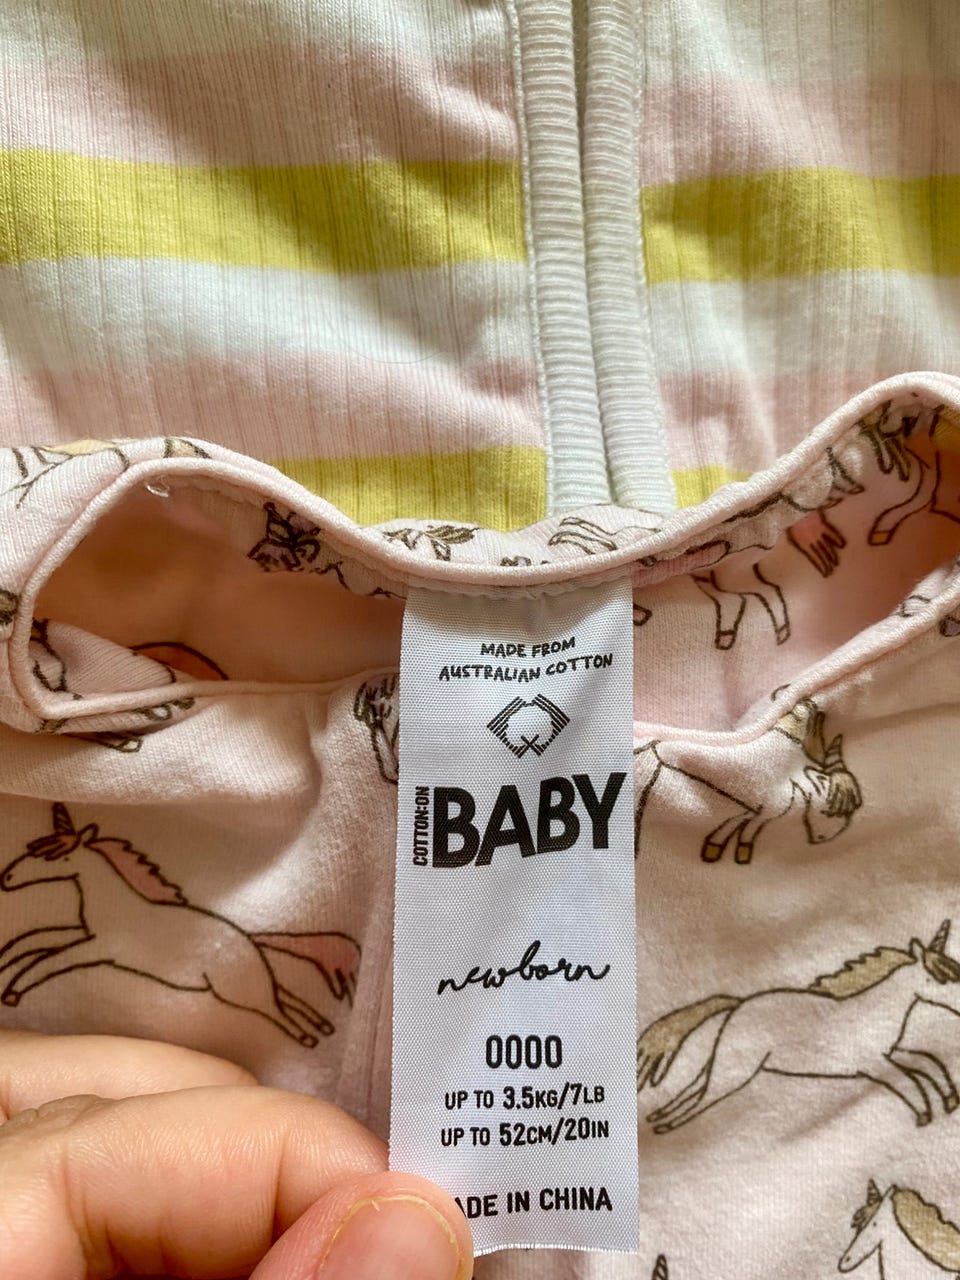 MADE FROM
AUSTRALIAN COTTON
COTTON:ON
BABY
newborn
0000
UP TO 3.5KG/7LB
UP TO 52CM/20IN
ADE IN CHINA